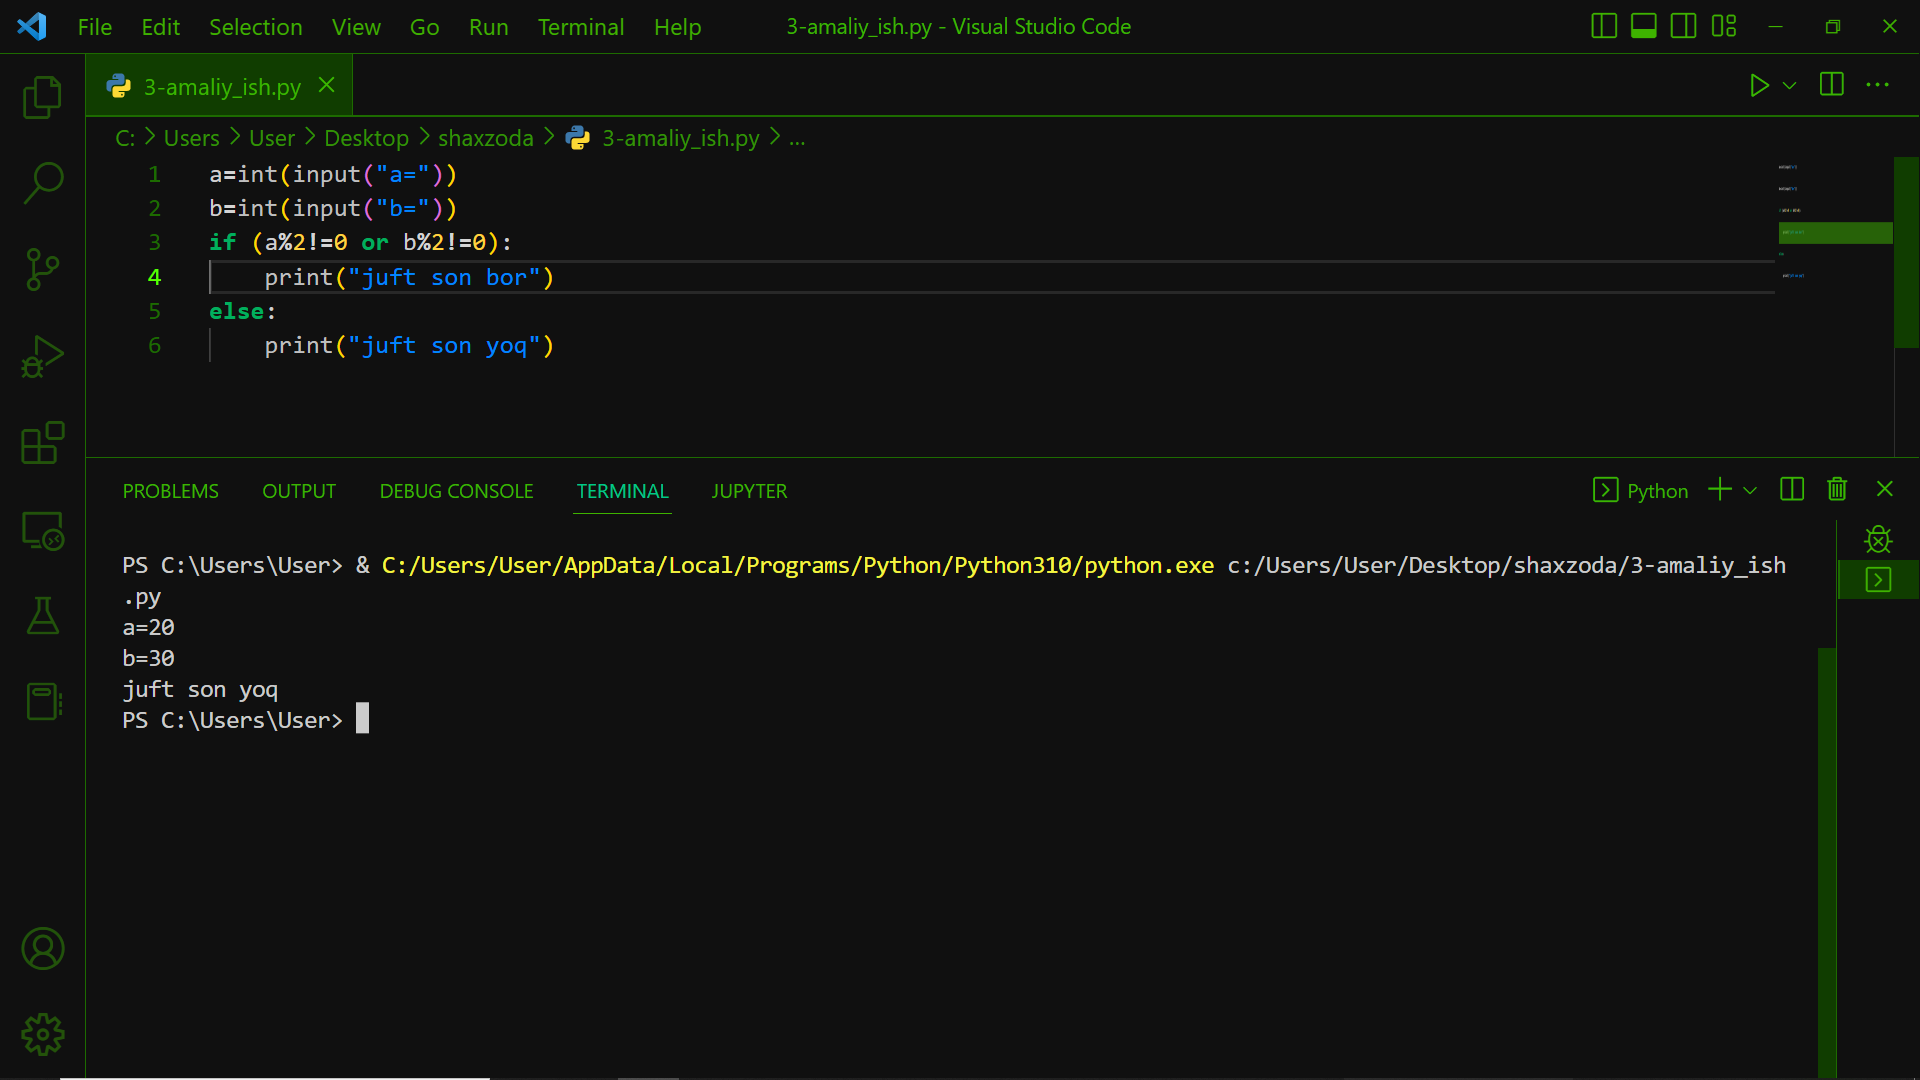 File Edit Selection View Go Run Terminal Help 3-amaliy_ish.py - Visual Studio Code
3-amaliy_ish.py
C: > Users > User > Desktop > shaxzoda > 3-amaliy_ish.py > ...
1 a=int(input("a="))
2 b=int(input("b="))
3 if (a%2!=0 or b%2!=0):
4     print("juft son bor")
5 else:
6     print("juft son yoq")
PROBLEMS OUTPUT DEBUG CONSOLE TERMINAL JUPYTER Python
PS C:\Users\User> & C:/Users/User/AppData/Local/Programs/Python/Python310/python.exe c:/Users/User/Desktop/shaxzoda/3-amaliy_ish
.py
a=20
b=30
juft son yoq
PS C:\Users\User>